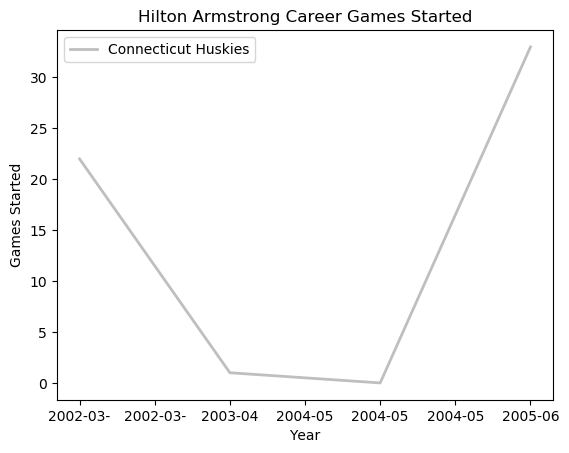 Hilton Armstrong Career Games Started
Connecticut Huskies
30
25
20
15
10
5
0
Games Started
2002-03- 2002-03- 2003-04 2004-05 2004-05 2004-05 2005-06
Year